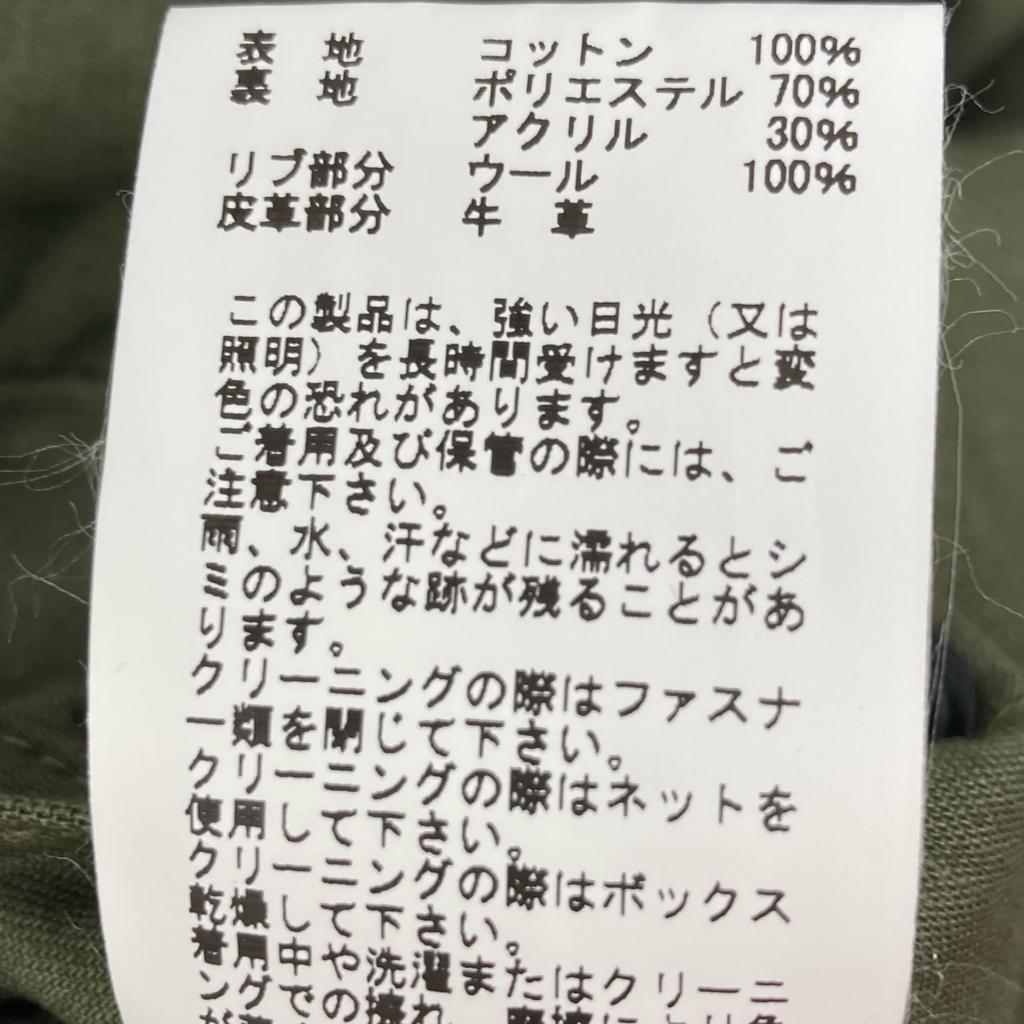 表 地 コットン 100%
裏 地 ポリエステル 70%
アクリル 30%
リブ部分 ウール 100%
皮革部分 牛 革
この製品は、強い日光（又は
照明）を長時間受けますと変
色の恐れがあります。
ご着用及び保管の際には、ご
注意下さい。
雨、水、汗などに濡れるとシ
ミのような跡が残ることがあ
ります。
クリーニングの際はファスナ
ー類を閉じて下さい。
クリーニングの際はネットを
使用して下さい。
クリーニングの際はボックス
乾燥して下さい。
着用中や洗濯またはクリーニ
ングでの擦れ、摩擦により色